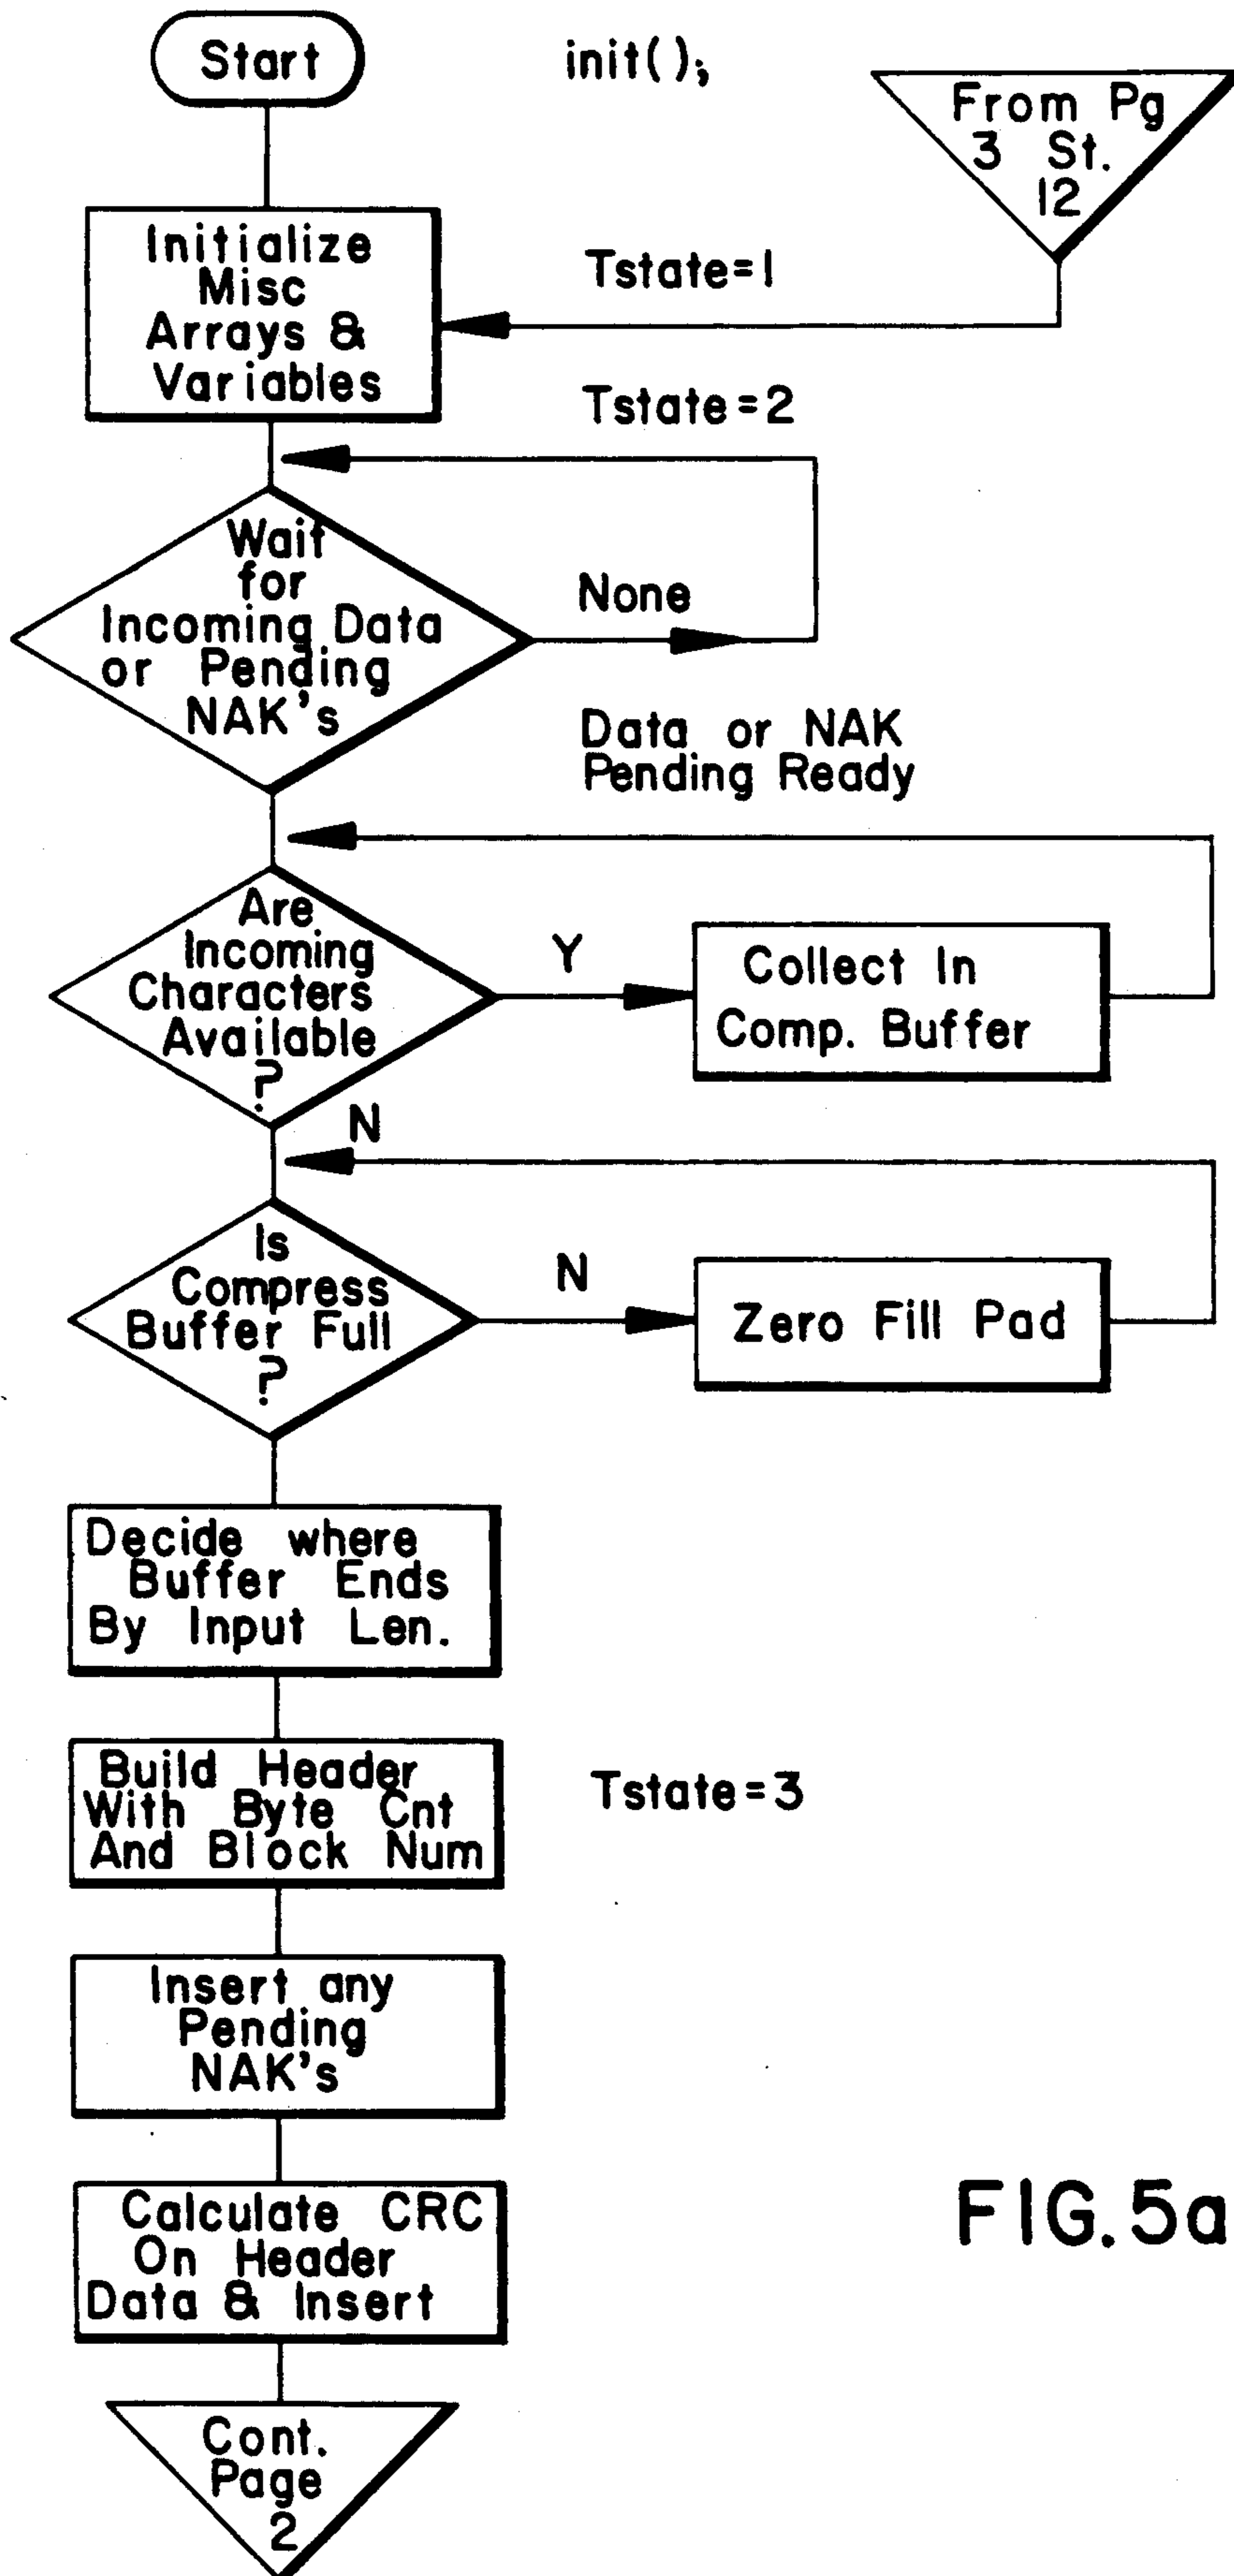 Start
init();
From Pg
3 St.
12
Initialize
Misc
Arrays &
Variables
Tstate=1
Tstate=2
Wait
for
Incoming Data
or Pending
NAK's
None
Data or NAK
Pending Ready
Are
Incoming
Characters
Available
?
Y
Collect In
Comp. Buffer
N
Is
Compress
Buffer Full
?
N
Zero Fill Pad
Decide where
Buffer Ends
By Input Len.
Build Header
With Byte Cnt
And Block Num
Tstate=3
Insert any
Pending
NAK's
Calculate CRC
On Header
Data & Insert
Cont.
Page
2
FIG. 5a